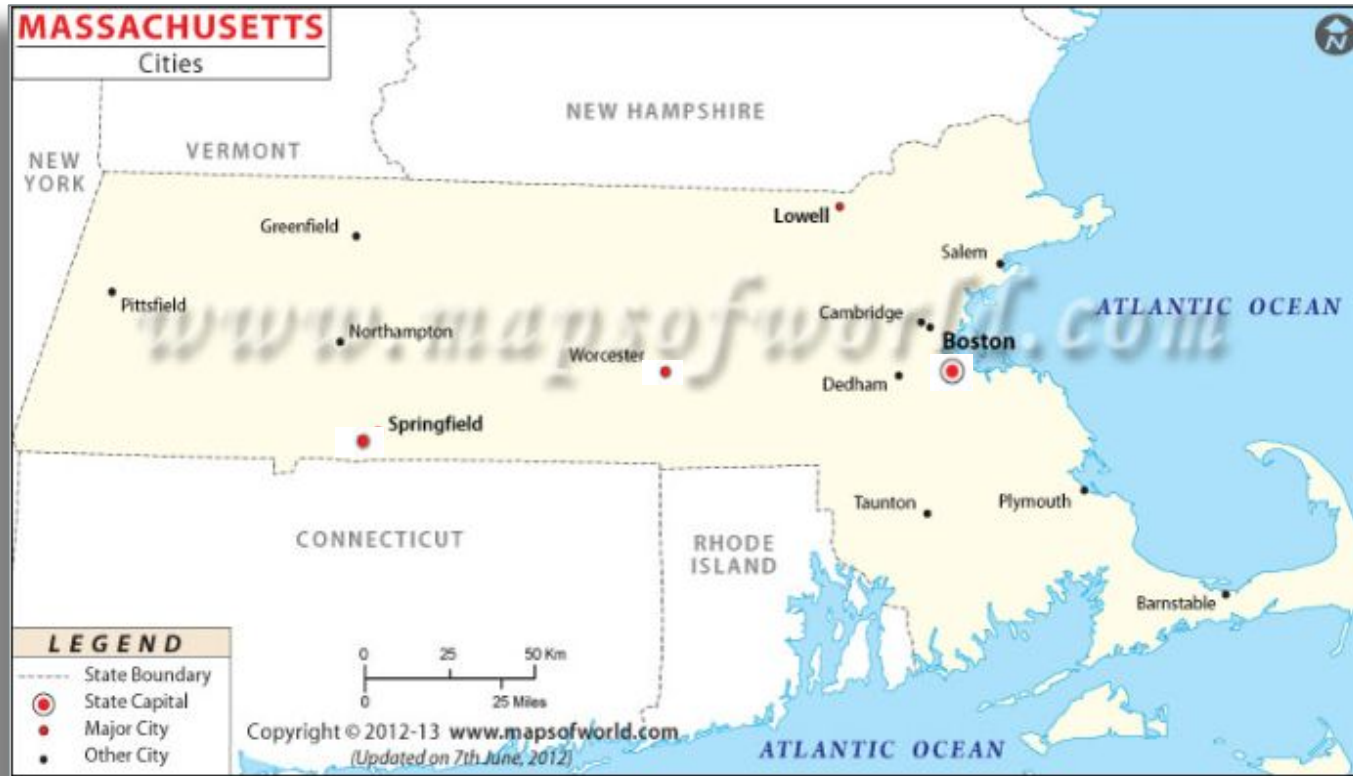 MASSACHUSETTS
Cities
N
NEW HAMPSHIRE
VERMONT
NEW
YORK
Lowell
Greenfield
Salem
Pittsfield
www.mapsofworld.com
ATLANTIC OCEAN
Cambridge
Northampton
Boston
Worcester
Dedham
Springfield
Taunton
Plymouth
CONNECTICUT
RHODE
ISLAND
Barnstable
LEGEND
State Boundary
State Capital
Major City
Other City
0 25 50 Km
0 25 Miles
Copyright © 2012-13 www.mapsofworld.com
(Updated on 7th June, 2012)
ATLANTIC OCEAN